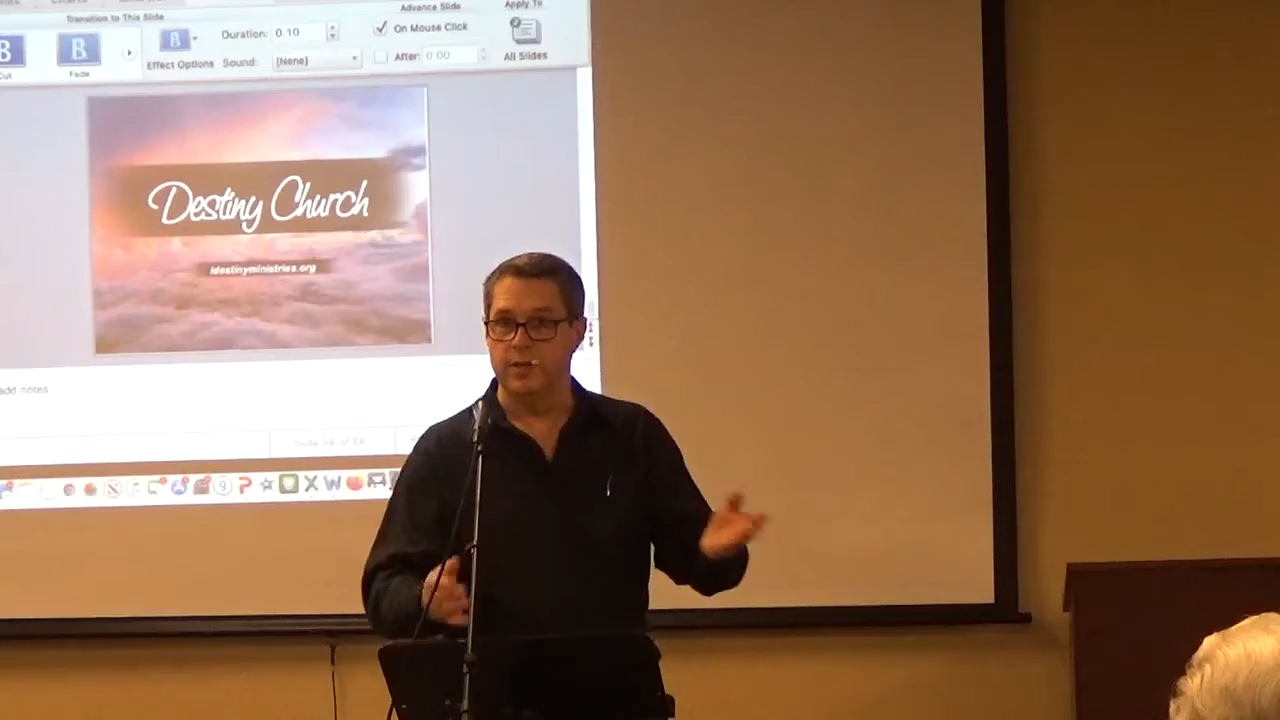 Transition to This Slide
Advance Slide
Apply To
Duration: 0.10
On Mouse Click
Cut
Fade
Effect Options
Sound: [None]
After: 0.00
All Slides
Destiny Church
idestinyministries.org
add notes